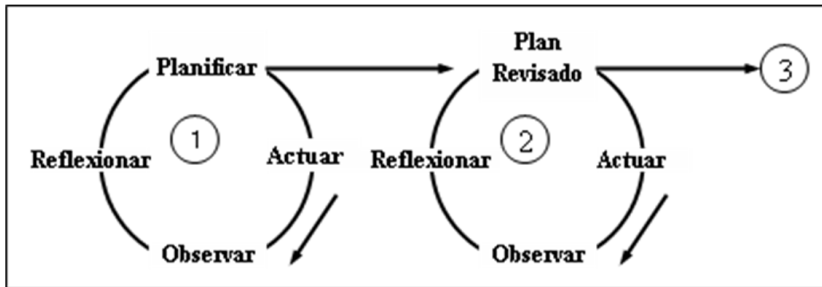 Planificar
1
Reflexionar
Actuar
Observar
Plan
Revisado
2
Reflexionar
Actuar
Observar
3